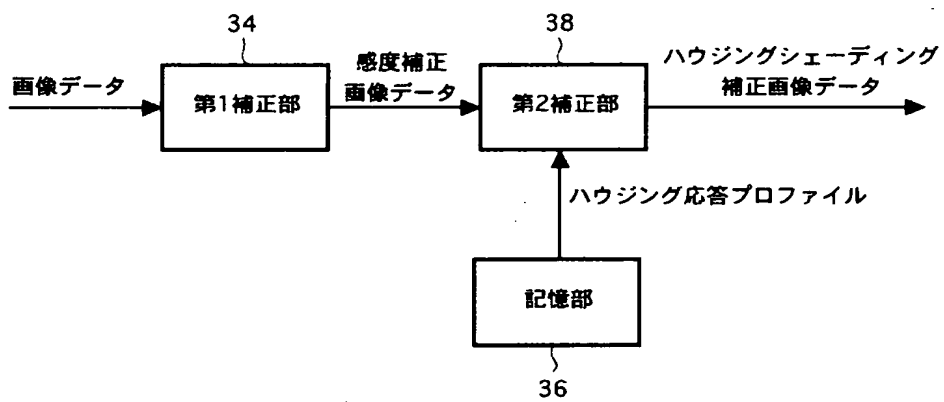 34
38
画像データ
第1補正部
感度補正
画像データ
第2補正部
ハウジングシェーディング
補正画像データ
ハウジング応答プロファイル
記憶部
36